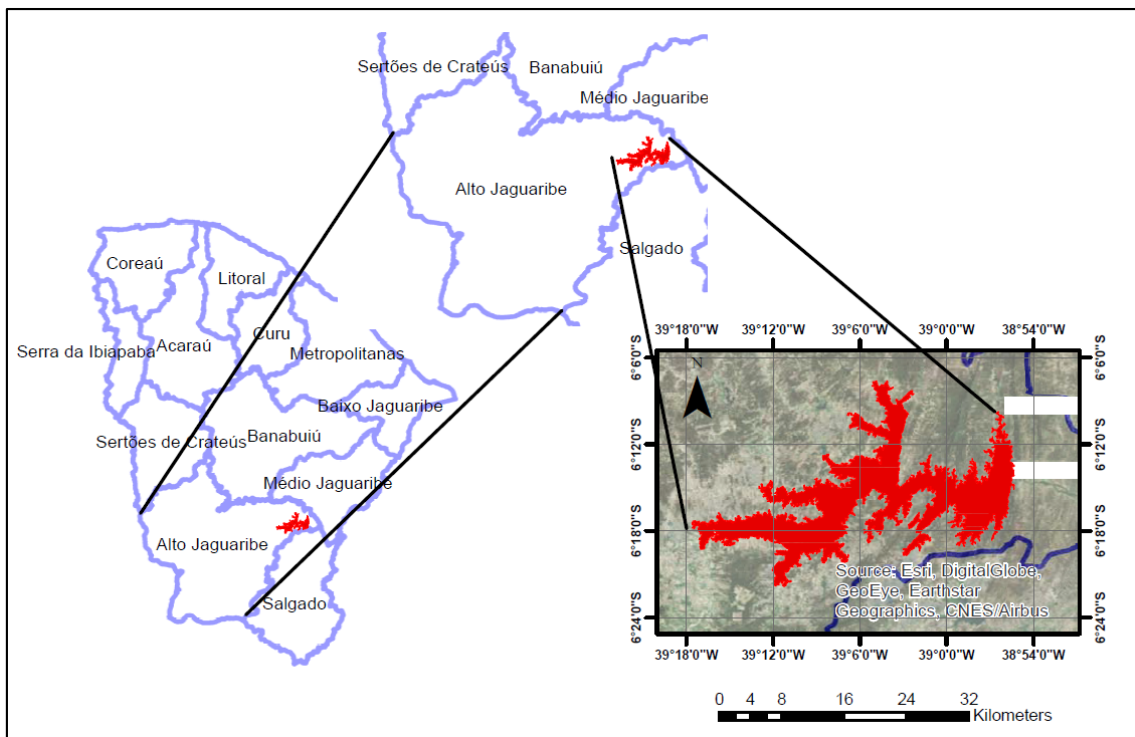 Sertões de Crateús
Banabuiú
Médio Jaguaribe
Alto Jaguaribe
Salgado
Coreaú
Litoral
Serra da Ibiapaba
Acaraú
Curu
Metropolitanas
Baixo Jaguaribe
Sertões de Crateús
Banabuiú
Médio Jaguaribe
Alto Jaguaribe
Salgado
39°18'0"W 39°12'0"W 39°6'0"W 39°0'0"W 38°54'0"W
N
6°6'0"S 6°6'0"S
6°12'0"S 6°12'0"S
6°18'0"S 6°18'0"S
6°24'0"S 6°24'0"S
Source: Esri, DigitalGlobe,
GeoEye, Earthstar
Geographics, CNES/Airbus
39°18'0"W 39°12'0"W 39°6'0"W 39°0'0"W 38°54'0"W
0 4 8 16 24 32
Kilometers